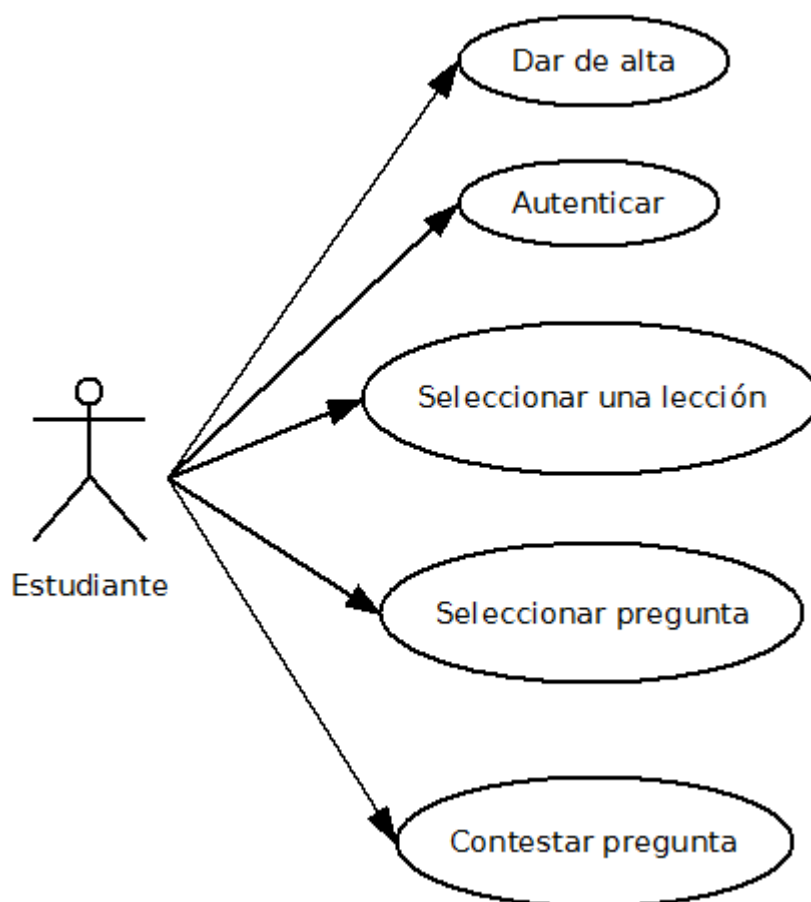 Dar de alta
Autenticar
Seleccionar una lección
Estudiante
Seleccionar pregunta
Contestar pregunta